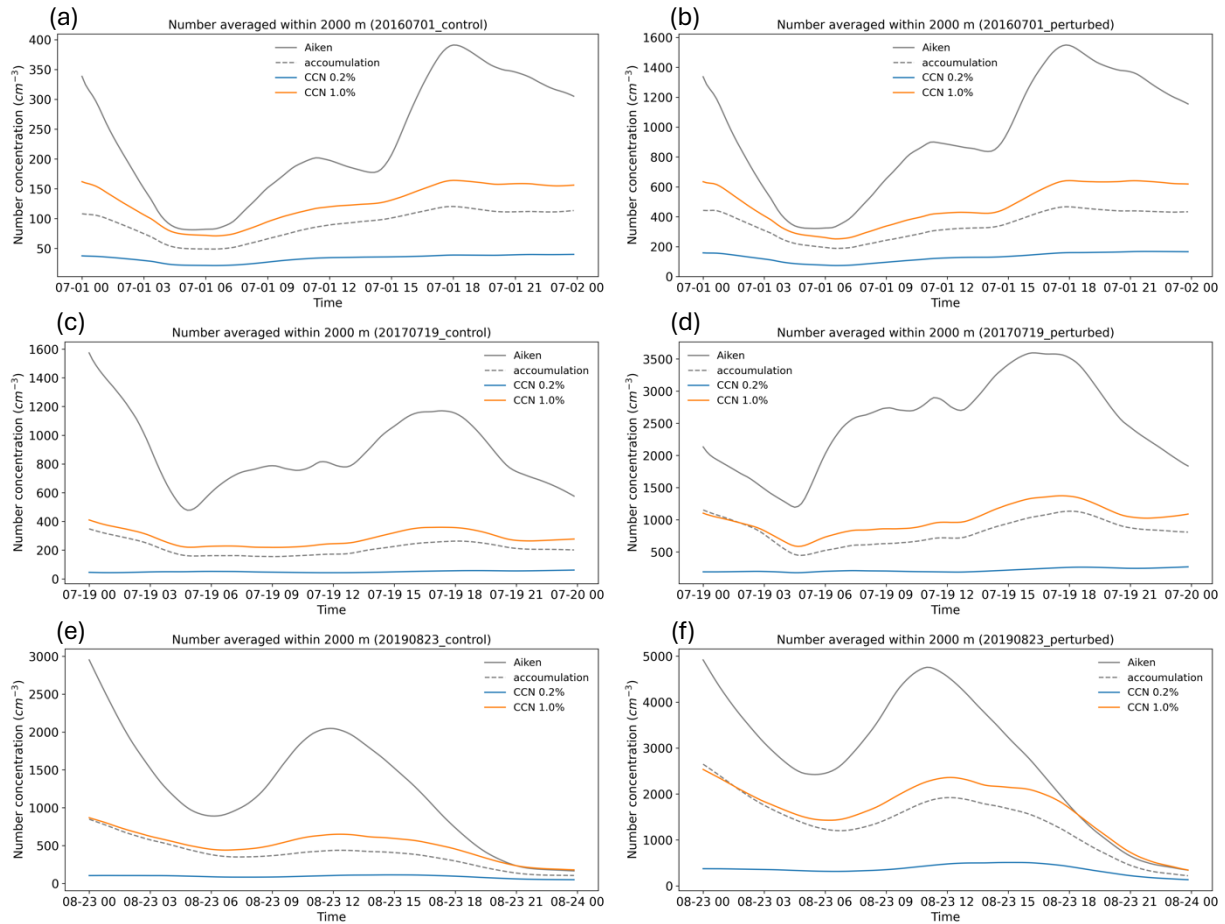 (a)
Number averaged within 2000 m (20160701_control)
Number concentration (cm⁻³)
400
350
300
250
200
150
100
50
Aiken
accoumulation
CCN 0.2%
CCN 1.0%
07-01 00 07-01 03 07-01 06 07-01 09 07-01 12 07-01 15 07-01 18 07-01 21 07-02 00
Time
(b)
Number averaged within 2000 m (20160701_perturbed)
Number concentration (cm⁻³)
1600
1400
1200
1000
800
600
400
200
0
Aiken
accoumulation
CCN 0.2%
CCN 1.0%
07-01 00 07-01 03 07-01 06 07-01 09 07-01 12 07-01 15 07-01 18 07-01 21 07-02 00
Time
(c)
Number averaged within 2000 m (20170719_control)
Number concentration (cm⁻³)
1600
1400
1200
1000
800
600
400
200
0
Aiken
accoumulation
CCN 0.2%
CCN 1.0%
07-19 00 07-19 03 07-19 06 07-19 09 07-19 12 07-19 15 07-19 18 07-19 21 07-20 00
Time
(d)
Number averaged within 2000 m (20170719_perturbed)
Number concentration (cm⁻³)
3500
3000
2500
2000
1500
1000
500
Aiken
accoumulation
CCN 0.2%
CCN 1.0%
07-19 00 07-19 03 07-19 06 07-19 09 07-19 12 07-19 15 07-19 18 07-19 21 07-20 00
Time
(e)
Number averaged within 2000 m (20190823_control)
Number concentration (cm⁻³)
3000
2500
2000
1500
1000
500
0
Aiken
accoumulation
CCN 0.2%
CCN 1.0%
08-23 00 08-23 03 08-23 06 08-23 09 08-23 12 08-23 15 08-23 18 08-23 21 08-24 00
Time
(f)
Number averaged within 2000 m (20190823_perturbed)
Number concentration (cm⁻³)
5000
4000
3000
2000
1000
0
Aiken
accoumulation
CCN 0.2%
CCN 1.0%
08-23 00 08-23 03 08-23 06 08-23 09 08-23 12 08-23 15 08-23 18 08-23 21 08-24 00
Time